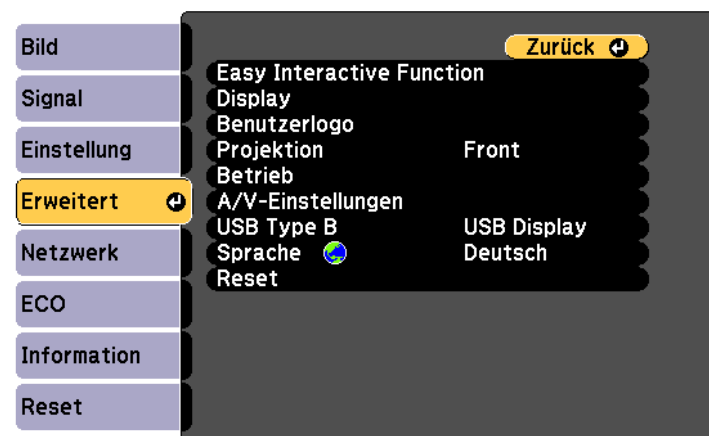 Bild
Signal
Einstellung
Erweitert
Netzwerk
ECO
Information
Reset
Zurück
Easy Interactive Function
Display
Benutzerlogo
Projektion Front
Betrieb
A/V-Einstellungen
USB Type B USB Display
Sprache Deutsch
Reset